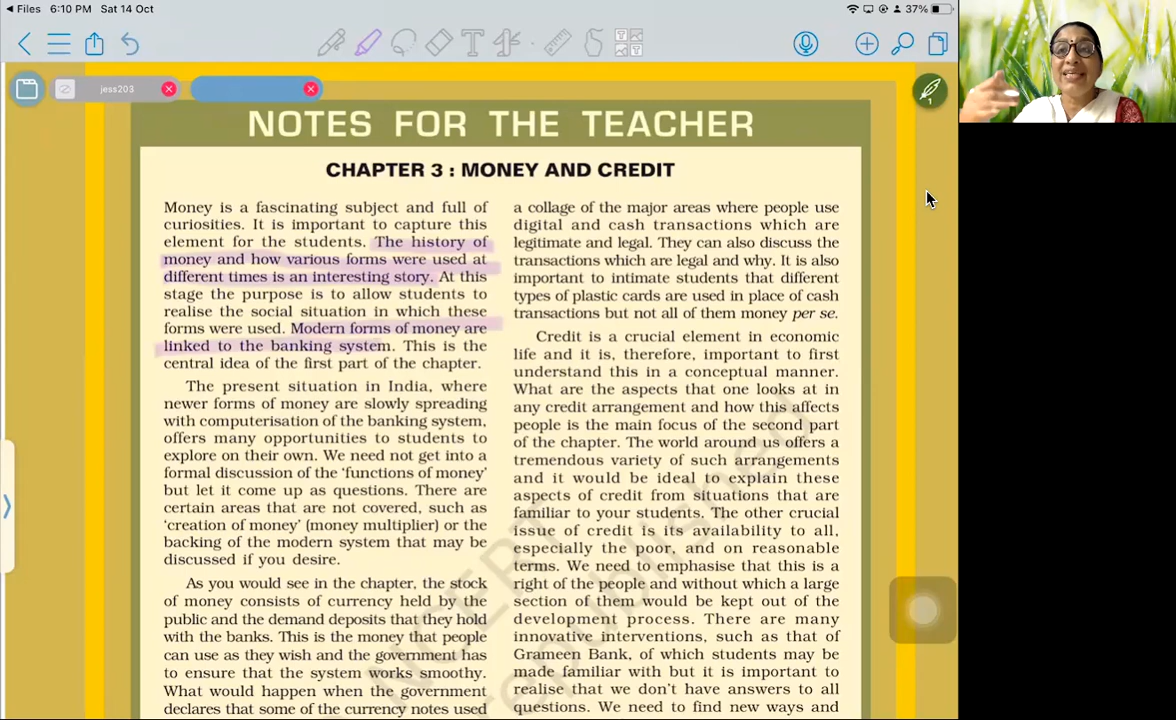 Files 6:10 PM Sat 14 Oct
37%
jess203
1
NOTES FOR THE TEACHER
CHAPTER 3 : MONEY AND CREDIT
Money is a fascinating subject and full of
curiosities. It is important to capture this
element for the students. The history of
money and how various forms were used at
different times is an interesting story. At this
stage the purpose is to allow students to
realise the social situation in which these
forms were used. Modern forms of money are
linked to the banking system. This is the
central idea of the first part of the chapter.
The present situation in India, where
newer forms of money are slowly spreading
with computerisation of the banking system,
offers many opportunities to students to
explore on their own. We need not get into a
formal discussion of the ‘functions of money’
but let it come up as questions. There are
certain areas that are not covered, such as
‘creation of money’ (money multiplier) or the
backing of the modern system that may be
discussed if you desire.
As you would see in the chapter, the stock
of money consists of currency held by the
public and the demand deposits that they hold
with the banks. This is the money that people
can use as they wish and the government has
to ensure that the system works smoothy.
What would happen when the government
declares that some of the currency notes used
a collage of the major areas where people use
digital and cash transactions which are
legitimate and legal. They can also discuss the
transactions which are legal and why. It is also
important to intimate students that different
types of plastic cards are used in place of cash
transactions but not all of them money per se.
Credit is a crucial element in economic
life and it is, therefore, important to first
understand this in a conceptual manner.
What are the aspects that one looks at in
any credit arrangement and how this affects
people is the main focus of the second part
of the chapter. The world around us offers a
tremendous variety of such arrangements
and it would be ideal to explain these
aspects of credit from situations that are
familiar to your students. The other crucial
issue of credit is its availability to all,
especially the poor, and on reasonable
terms. We need to emphasise that this is a
right of the people and without which a large
section of them would be kept out of the
development process. There are many
innovative interventions, such as that of
Grameen Bank, of which students may be
made familiar with but it is important to
realise that we don’t have answers to all
questions. We need to find new ways and
NCERT
republished